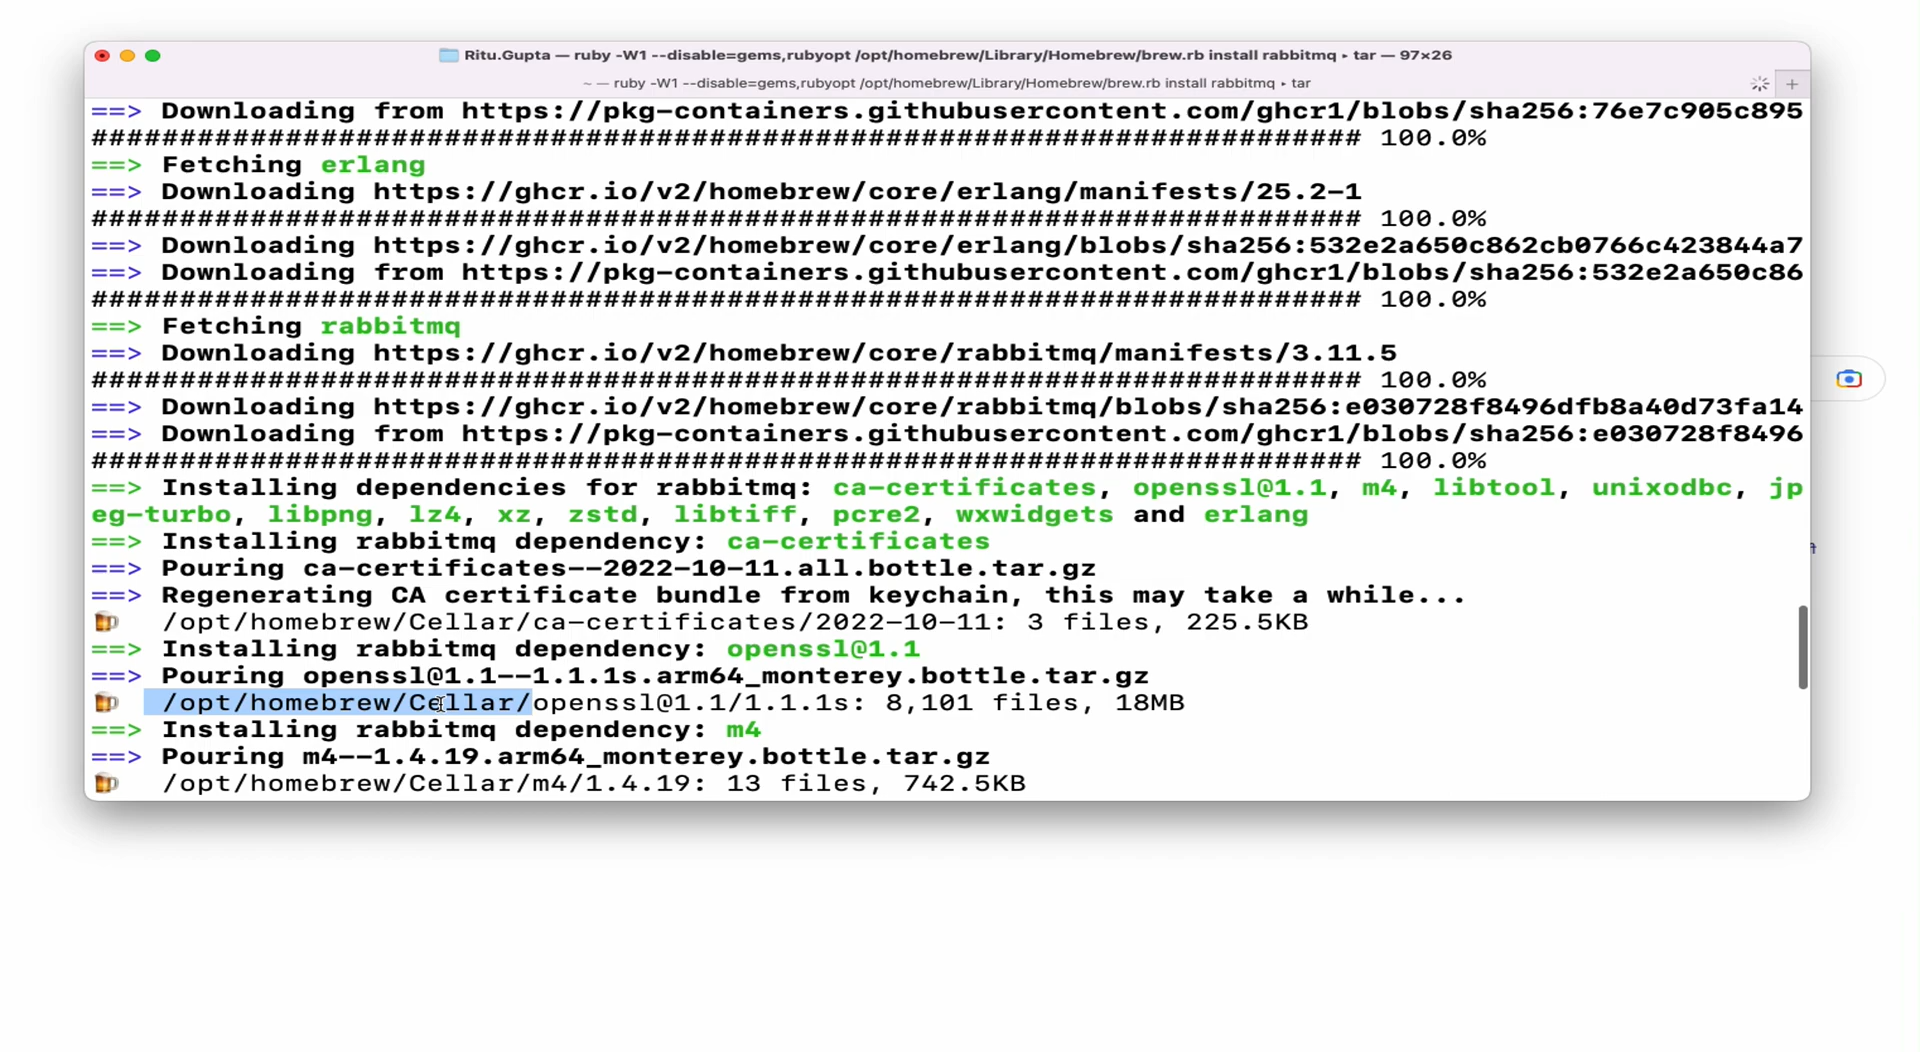 Ritu.Gupta — ruby -W1 --disable=gems,rubyopt /opt/homebrew/Library/Homebrew/brew.rb install rabbitmq ▸ tar — 97×26
~ — ruby -W1 --disable=gems,rubyopt /opt/homebrew/Library/Homebrew/brew.rb install rabbitmq ▸ tar
==> Downloading from https://pkg-containers.githubusercontent.com/ghcr1/blobs/sha256:76e7c905c895
######################################################################## 100.0%
==> Fetching erlang
==> Downloading https://ghcr.io/v2/homebrew/core/erlang/manifests/25.2-1
######################################################################## 100.0%
==> Downloading https://ghcr.io/v2/homebrew/core/erlang/blobs/sha256:532e2a650c862cb0766c423844a7
==> Downloading from https://pkg-containers.githubusercontent.com/ghcr1/blobs/sha256:532e2a650c86
######################################################################## 100.0%
==> Fetching rabbitmq
==> Downloading https://ghcr.io/v2/homebrew/core/rabbitmq/manifests/3.11.5
######################################################################## 100.0%
==> Downloading https://ghcr.io/v2/homebrew/core/rabbitmq/blobs/sha256:e030728f8496dfb8a40d73fa14
==> Downloading from https://pkg-containers.githubusercontent.com/ghcr1/blobs/sha256:e030728f8496
######################################################################## 100.0%
==> Installing dependencies for rabbitmq: ca-certificates, openssl@1.1, m4, libtool, unixodbc, jp
eg-turbo, libpng, lz4, xz, zstd, libtiff, pcre2, wxwidgets and erlang
==> Installing rabbitmq dependency: ca-certificates
==> Pouring ca-certificates--2022-10-11.all.bottle.tar.gz
==> Regenerating CA certificate bundle from keychain, this may take a while...
🍺 /opt/homebrew/Cellar/ca-certificates/2022-10-11: 3 files, 225.5KB
==> Installing rabbitmq dependency: openssl@1.1
==> Pouring openssl@1.1--1.1.1s.arm64_monterey.bottle.tar.gz
🍺 /opt/homebrew/Cellar/openssl@1.1/1.1.1s: 8,101 files, 18MB
==> Installing rabbitmq dependency: m4
==> Pouring m4--1.4.19.arm64_monterey.bottle.tar.gz
🍺 /opt/homebrew/Cellar/m4/1.4.19: 13 files, 742.5KB